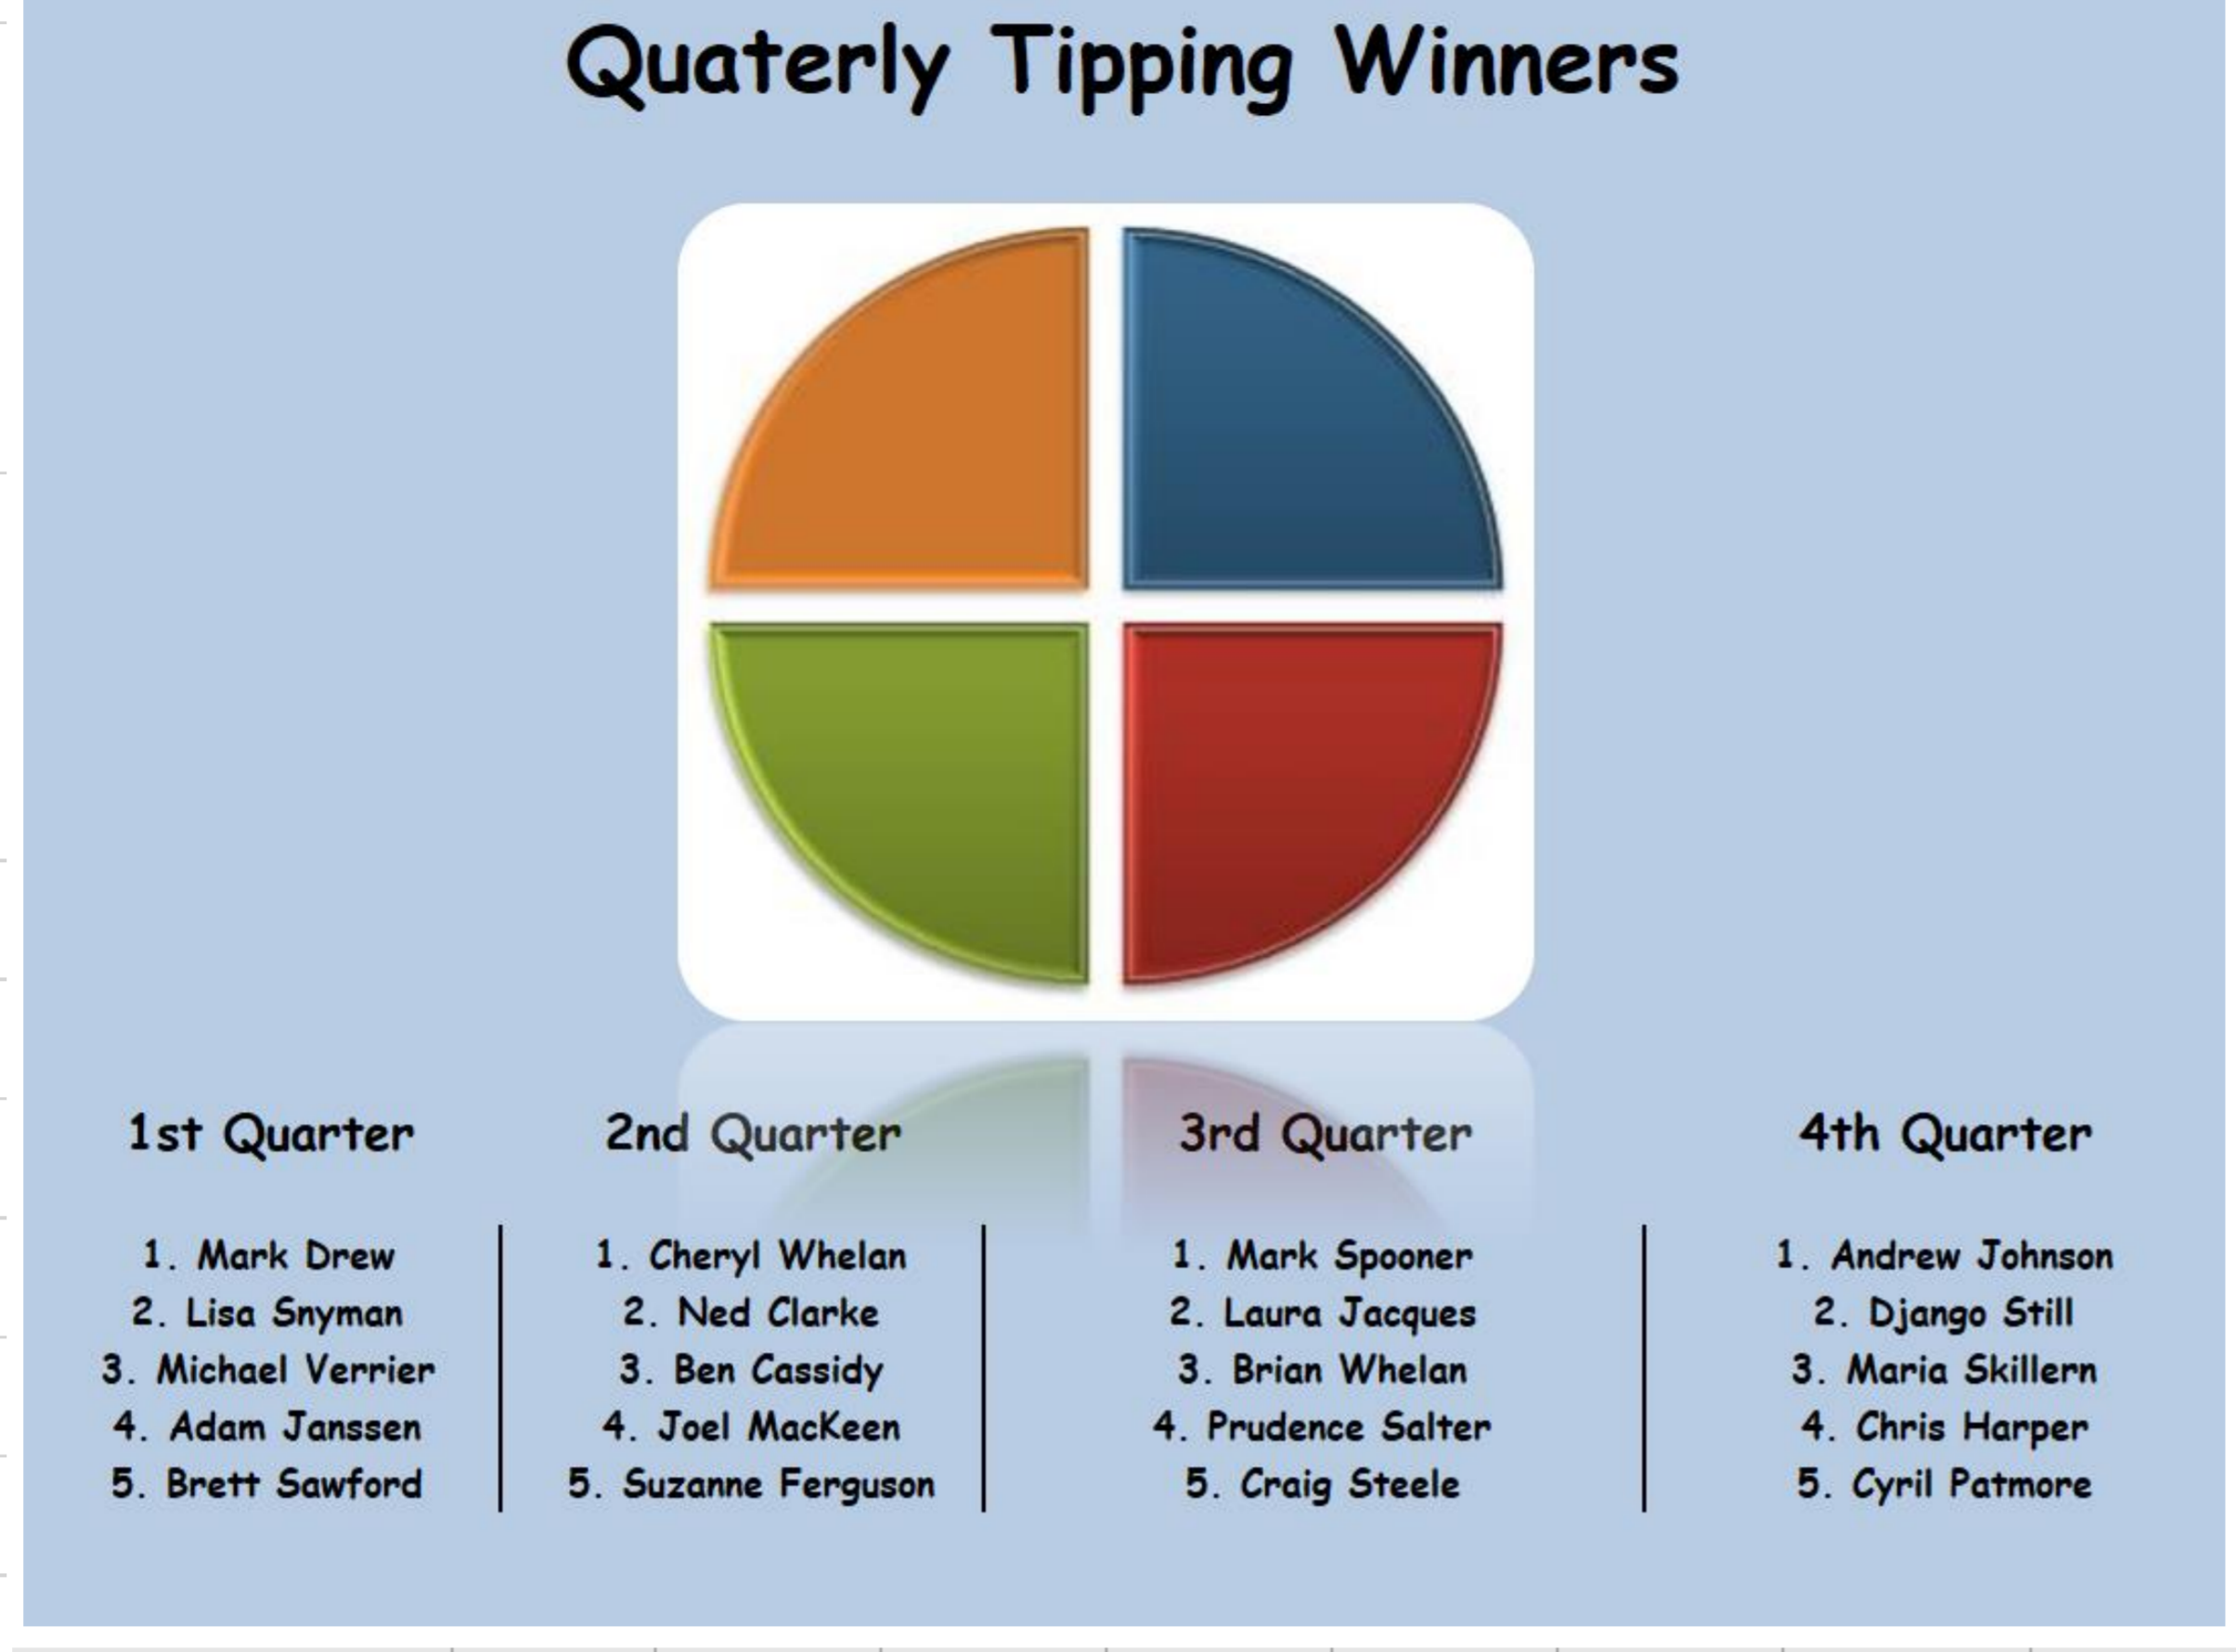 Quaterly Tipping Winners
1st Quarter
1. Mark Drew
2. Lisa Snyman
3. Michael Verrier
4. Adam Janssen
5. Brett Sawford
2nd Quarter
1. Cheryl Whelan
2. Ned Clarke
3. Ben Cassidy
4. Joel MacKeen
5. Suzanne Ferguson
3rd Quarter
1. Mark Spooner
2. Laura Jacques
3. Brian Whelan
4. Prudence Salter
5. Craig Steele
4th Quarter
1. Andrew Johnson
2. Django Still
3. Maria Skillern
4. Chris Harper
5. Cyril Patmore